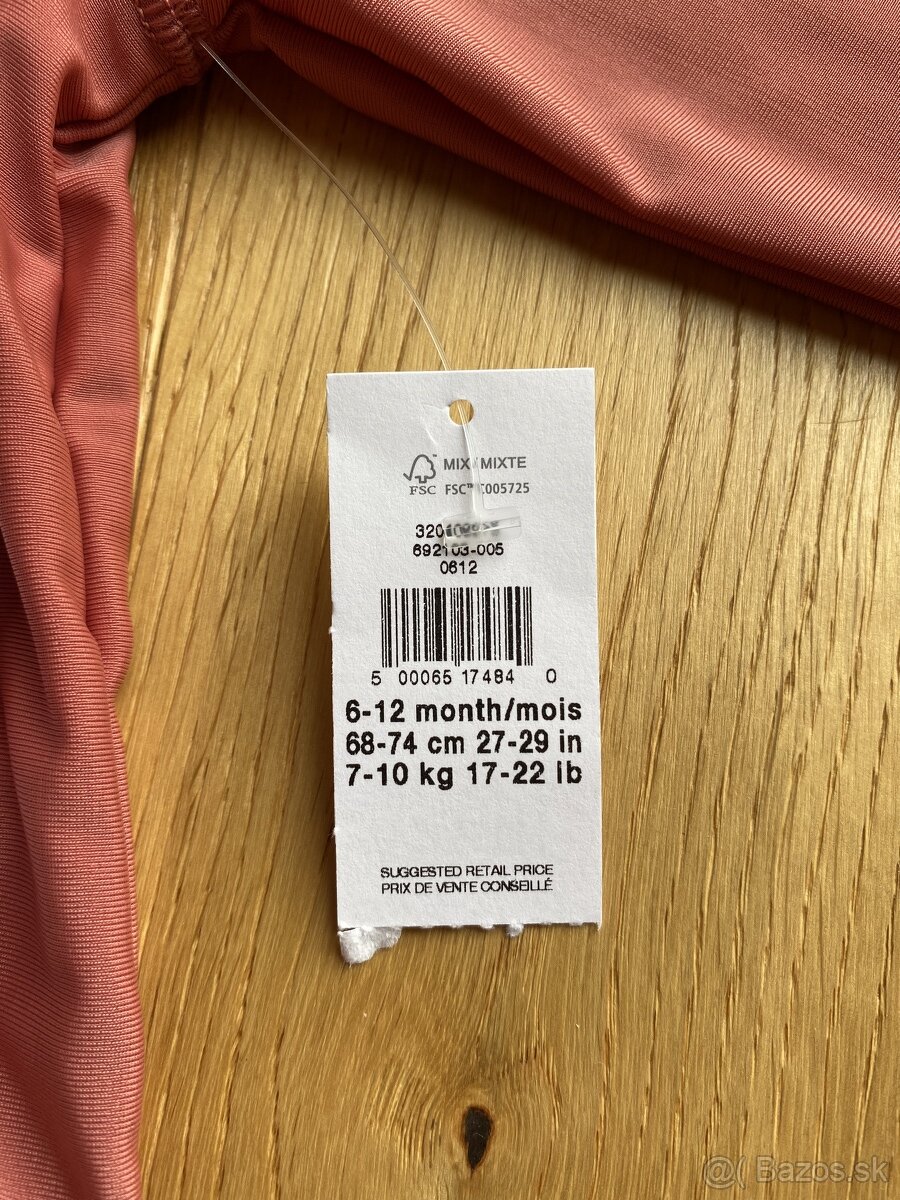 MIX MIXTE
FSC FSC™ C005725
692103-005
0612
5 00065 17484 0
6-12 month/mois
68-74 cm 27-29 in
7-10 kg 17-22 lb
SUGGESTED RETAIL PRICE
PRIX DE VENTE CONSEILLÉ
@( Bazos.sk